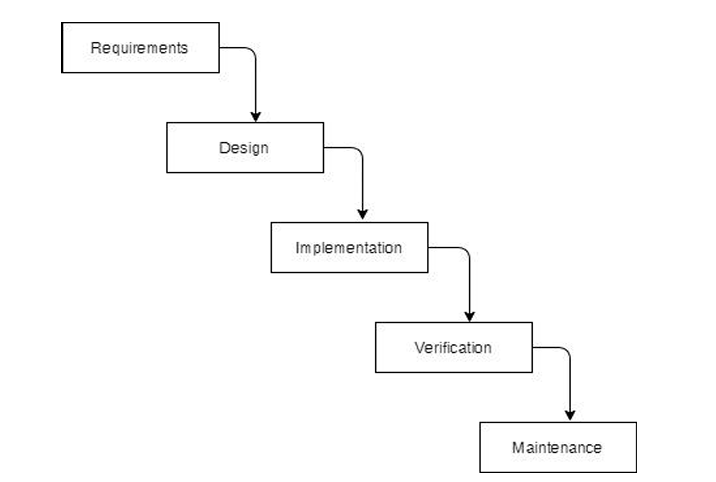 Requirements
Design
Implementation
Verification
Maintenance